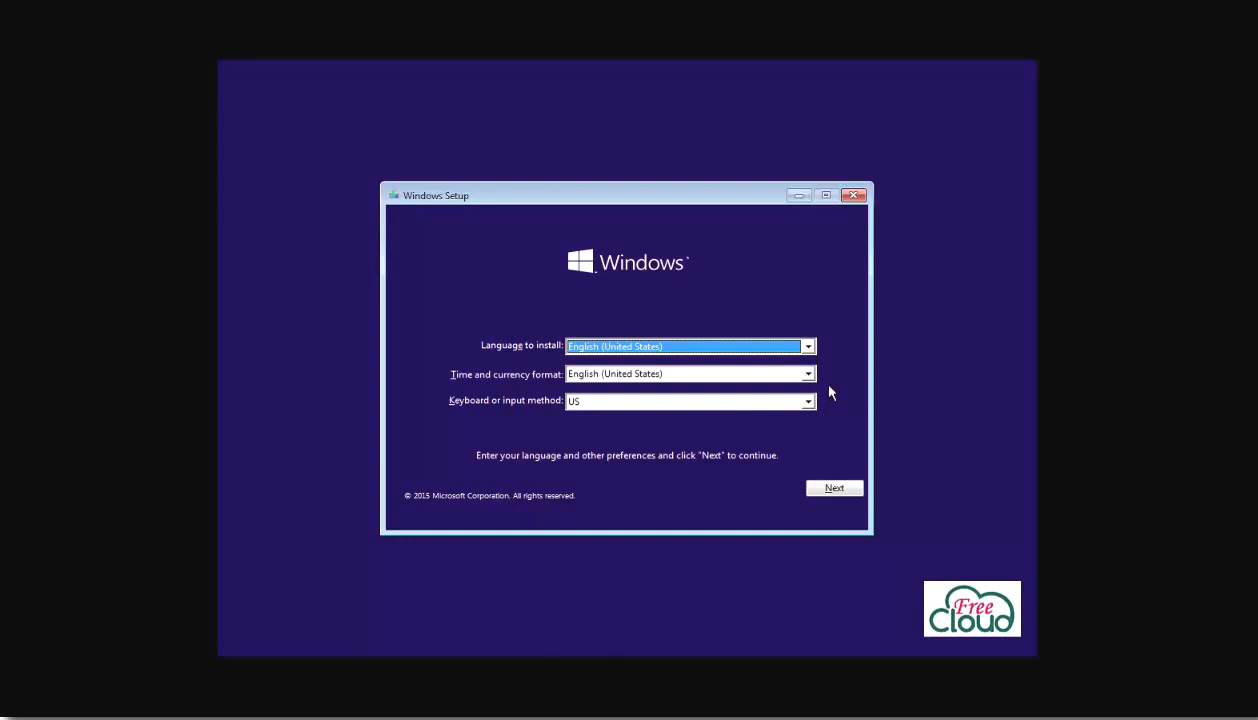 Windows Setup
Windows
Language to install: English (United States)
Time and currency format: English (United States)
Keyboard or input method: US
Enter your language and other preferences and click "Next" to continue.
Next
© 2015 Microsoft Corporation. All rights reserved.
Free
Cloud